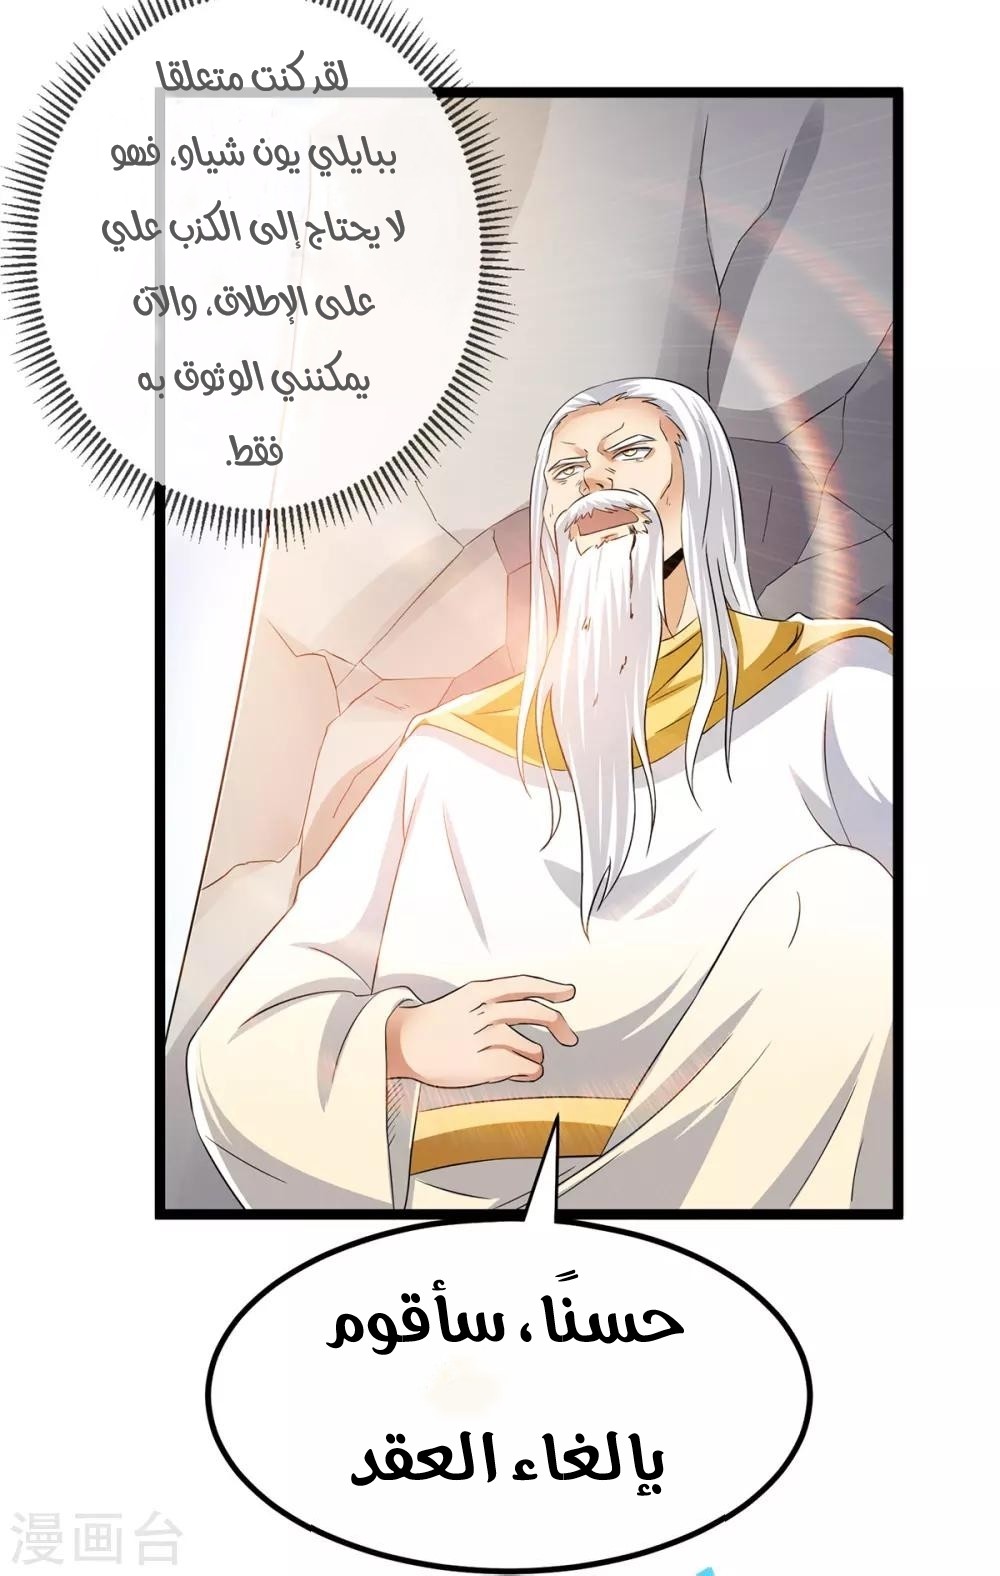 لقد كنت متعلقا
ببايلي يون شياو، فهو
لا يحتاج إلى الكذب علي
على الإطلاق، والآن
يمكنني الوثوق به
فقط.
حسنًا، سأقوم
بإلغاء العقد
漫画台